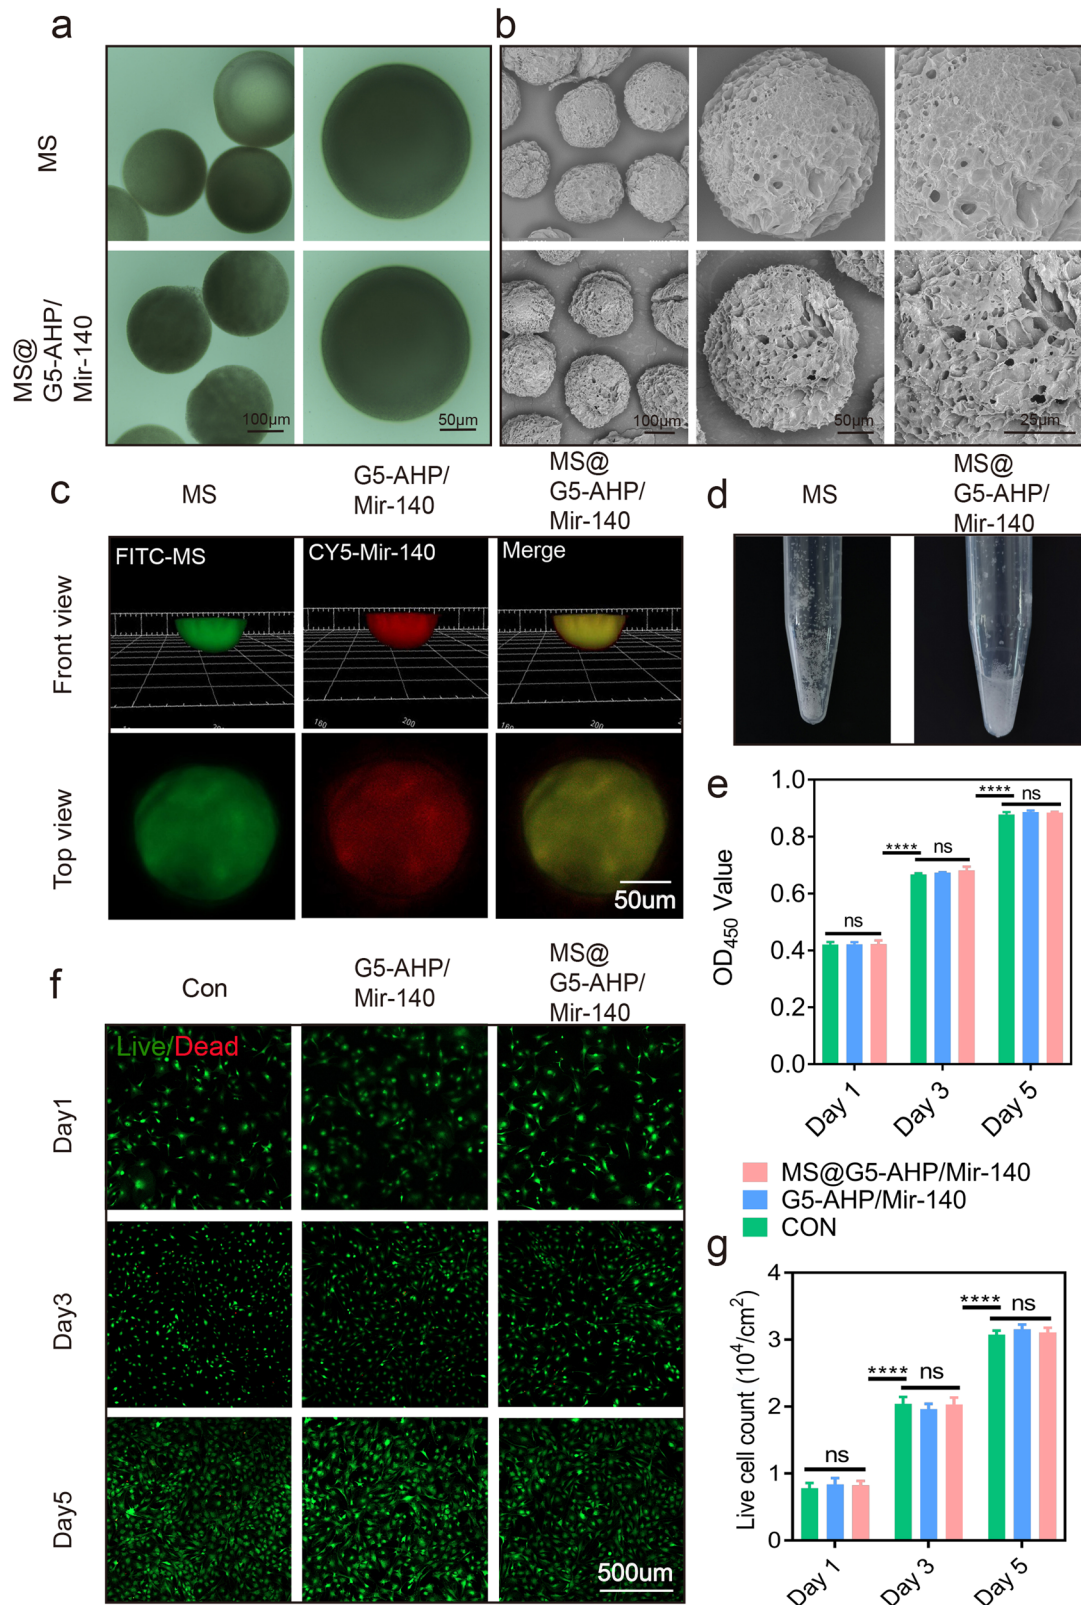 a
b
MS
MS@
G5-AHP/
Mir-140
100μm
50μm
100μm
50μm
25μm
c
MS
G5-AHP/
Mir-140
MS@
G5-AHP/
Mir-140
d
MS
MS@
G5-AHP/
Mir-140
Front view
FITC-MS
CY5-Mir-140
Merge
200
160
200
160
Top view
50um
e
OD450 Value
1.0
0.8
0.6
0.4
0.2
0.0
ns
****
ns
****
ns
Day 1
Day 3
Day 5
MS@G5-AHP/Mir-140
G5-AHP/Mir-140
CON
f
Con
G5-AHP/
Mir-140
MS@
G5-AHP/
Mir-140
Live/Dead
Day1
Day3
Day5
500um
g
Live cell count (10⁴/cm²)
4
3
2
1
0
ns
****
ns
****
ns
Day 1
Day 3
Day 5